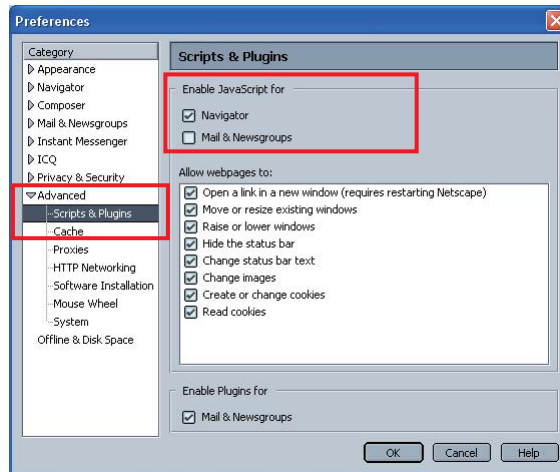 Preferences
Category
Appearance
Navigator
Composer
Mail & Newsgroups
Instant Messenger
ICQ
Privacy & Security
Advanced
Scripts & Plugins
Cache
Proxies
HTTP Networking
Software Installation
Mouse Wheel
System
Offline & Disk Space
Scripts & Plugins
Enable JavaScript for
Navigator
Mail & Newsgroups
Allow webpages to:
Open a link in a new window (requires restarting Netscape)
Move or resize existing windows
Raise or lower windows
Hide the status bar
Change status bar text
Change images
Create or change cookies
Read cookies
Enable Plugins for
Mail & Newsgroups
OK Cancel Help